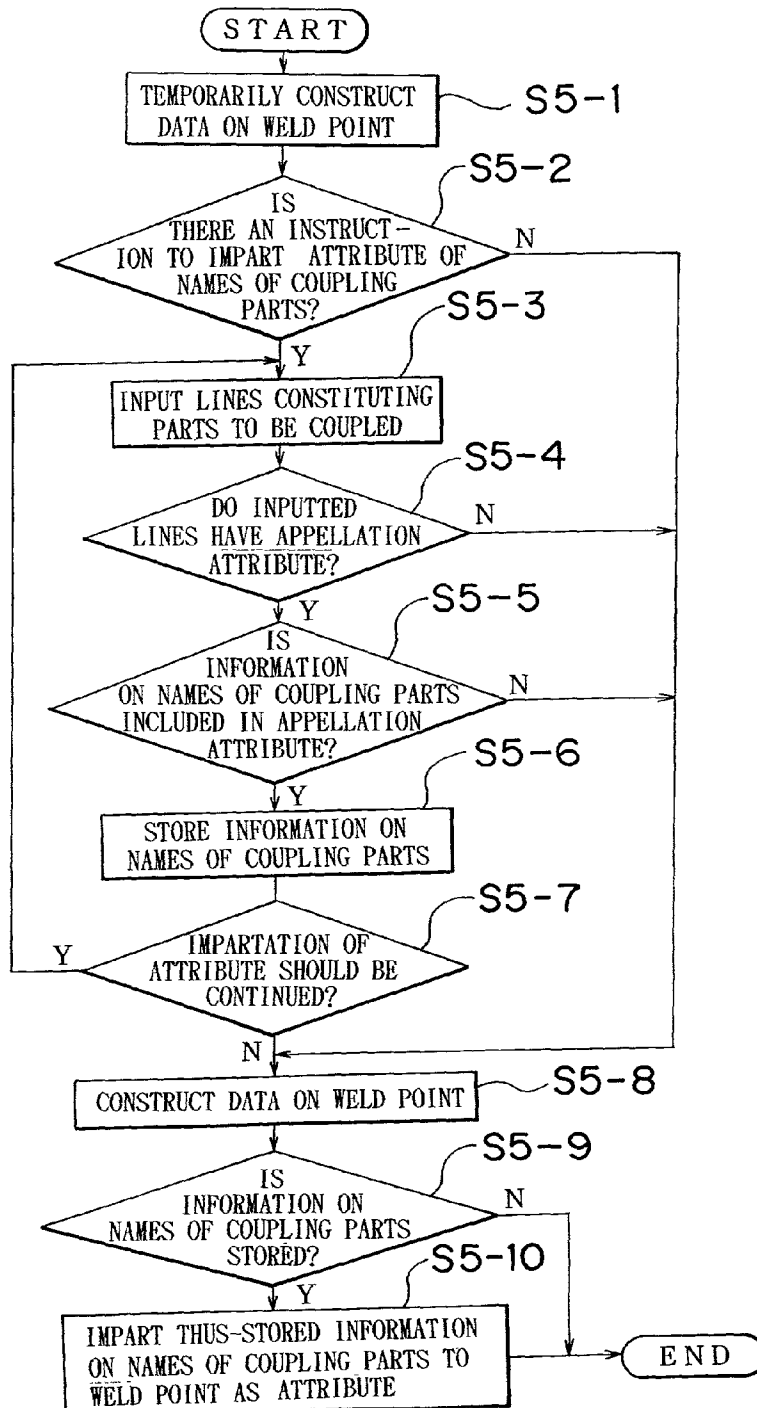 START
TEMPORARILY CONSTRUCT
DATA ON WELD POINT
S5-1
S5-2
IS
THERE AN INSTRUCT-
ION TO IMPART ATTRIBUTE OF
NAMES OF COUPLING
PARTS?
N
Y
S5-3
INPUT LINES CONSTITUTING
PARTS TO BE COUPLED
S5-4
DO INPUTTED
LINES HAVE APPELLATION
ATTRIBUTE?
N
Y
S5-5
IS
INFORMATION
ON NAMES OF COUPLING PARTS
INCLUDED IN APPELLATION
ATTRIBUTE?
N
Y
S5-6
STORE INFORMATION ON
NAMES OF COUPLING PARTS
S5-7
IMPARTATION OF
ATTRIBUTE SHOULD BE
CONTINUED?
Y
N
S5-8
CONSTRUCT DATA ON WELD POINT
S5-9
IS
INFORMATION ON
NAMES OF COUPLING PARTS
STORED?
N
Y
S5-10
IMPART THUS-STORED INFORMATION
ON NAMES OF COUPLING PARTS TO
WELD POINT AS ATTRIBUTE
END